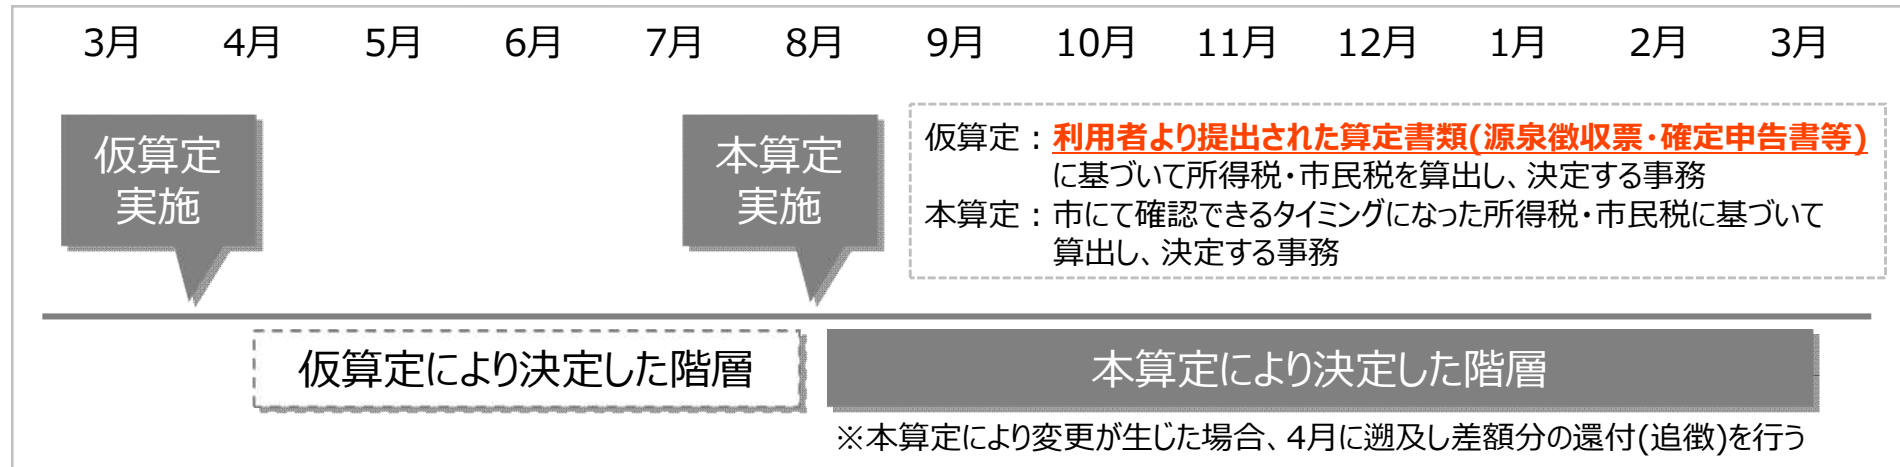 3月 4月 5月 6月 7月 8月 9月 10月 11月 12月 1月 2月 3月
仮算定
実施
本算定
実施
仮算定：利用者より提出された算定書類(源泉徴収票・確定申告書等)
に基づいて所得税・市民税を算出し、決定する事務
本算定：市にて確認できるタイミングになった所得税・市民税に基づいて
算出し、決定する事務
仮算定により決定した階層
本算定により決定した階層
※本算定により変更が生じた場合、4月に遡及し差額分の還付(追徴)を行う